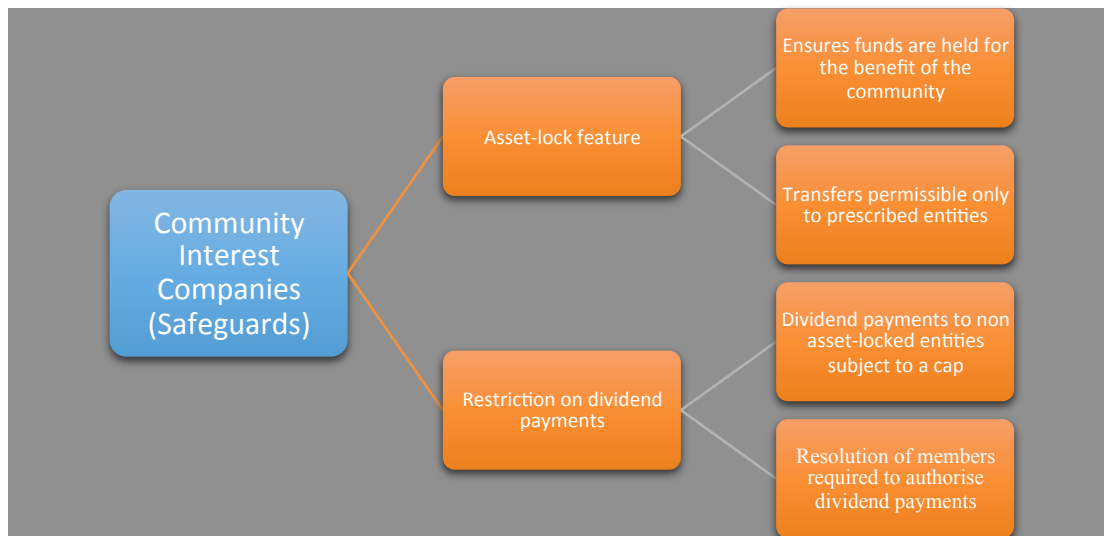 Community
Interest
Companies
(Safeguards)
Asset-lock feature
Ensures funds are held for
the benefit of the
community
Transfers permissible only
to prescribed entities
Restriction on dividend
payments
Dividend payments to non
asset-locked entities
subject to a cap
Resolution of members
required to authorise
dividend payments